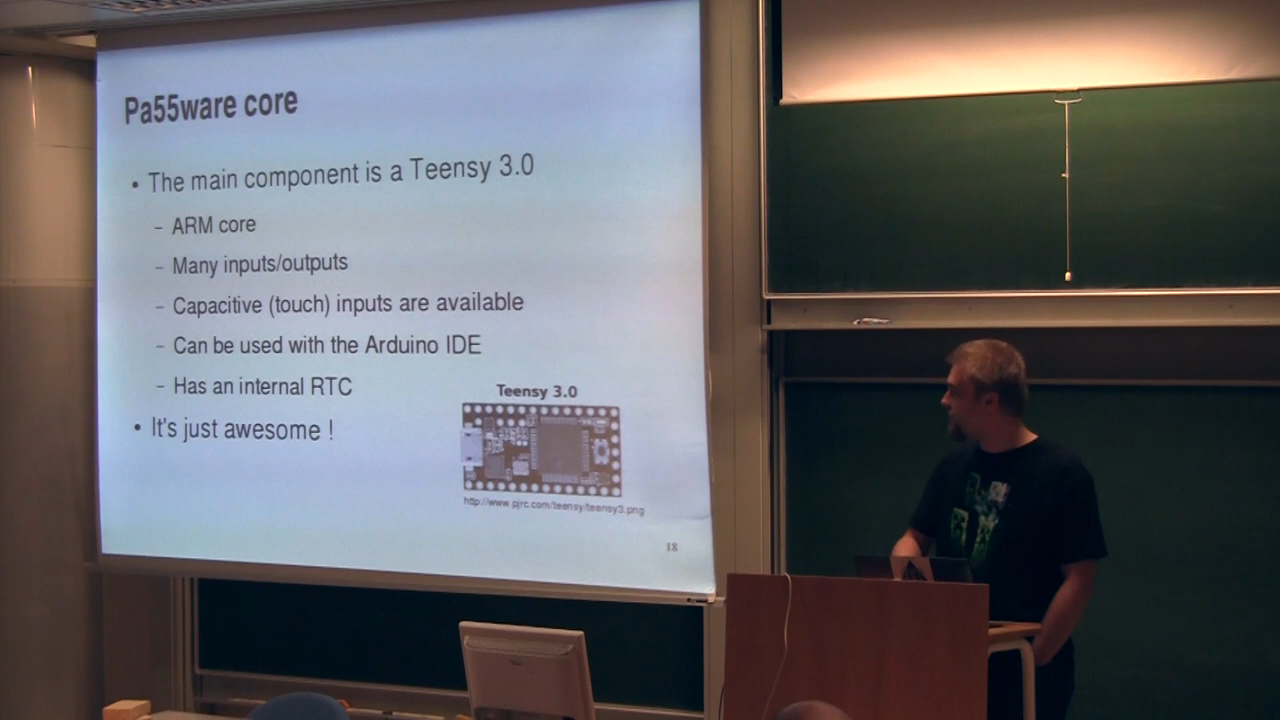 Pa55ware core
• The main component is a Teensy 3.0
– ARM core
– Many inputs/outputs
– Capacitive (touch) inputs are available
– Can be used with the Arduino IDE
– Has an internal RTC
• It's just awesome !
Teensy 3.0
http://www.pjrc.com/teensy/teensy3.png
18